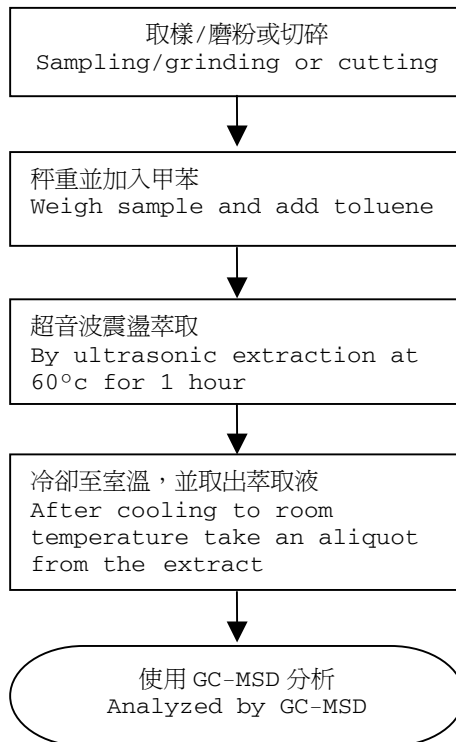 取樣/磨粉或切碎
Sampling/grinding or cutting
秤重並加入甲苯
Weigh sample and add toluene
超音波震盪萃取
By ultrasonic extraction at
60°c for 1 hour
冷卻至室溫，並取出萃取液
After cooling to room
temperature take an aliquot
from the extract
使用 GC-MSD 分析
Analyzed by GC-MSD